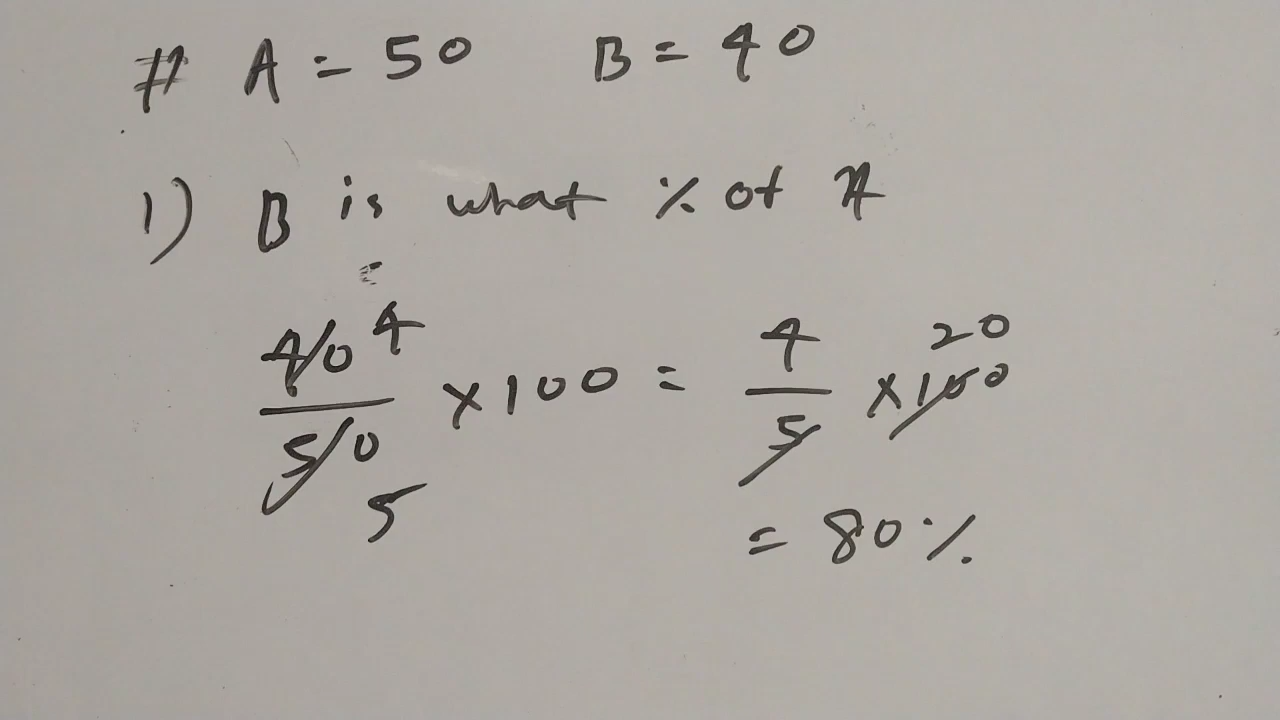 # A = 50 B = 40
1) B is what % of A
40/50 4/5 × 100 = 4/5 × 100 20
= 80%